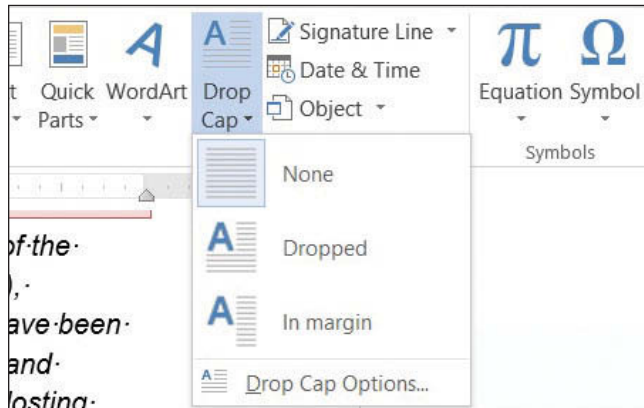 t Quick WordArt Drop
Parts Cap
Signature Line
Date & Time
Object
π Ω
Equation Symbol
Symbols
None
Dropped
In margin
Drop Cap Options...
of·the·
),·
ave·been·
and·
losting·